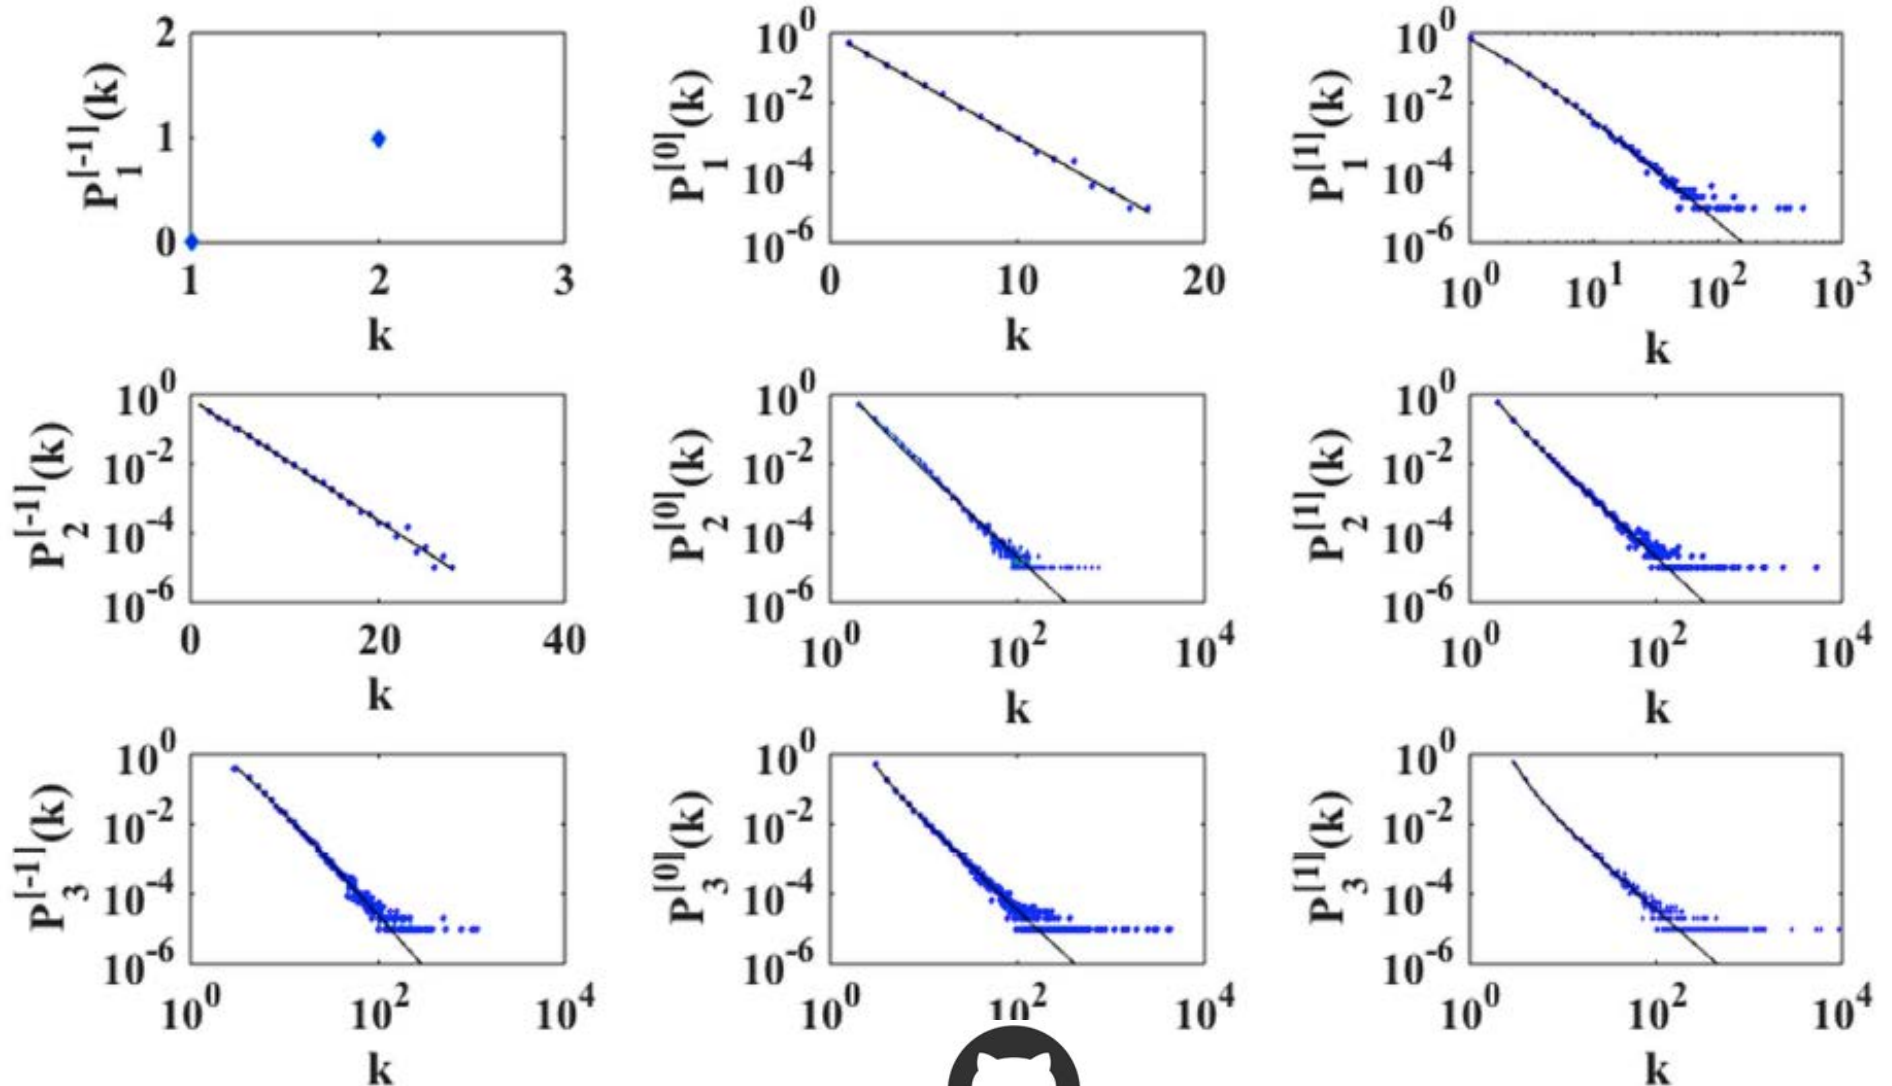 2
1
0
P₁^[-1](k)
1 2 3
k
10^0
10^-2
10^-4
10^-6
P₁^[0](k)
0 10 20
k
10^0
10^-2
10^-4
10^-6
P₁^[1](k)
10^0 10^1 10^2 10^3
k
10^0
10^-2
10^-4
10^-6
P₂^[-1](k)
0 20 40
k
10^0
10^-2
10^-4
10^-6
P₂^[0](k)
10^0 10^2 10^4
k
10^0
10^-2
10^-4
10^-6
P₂^[1](k)
10^0 10^2 10^4
k
10^0
10^-2
10^-4
10^-6
P₃^[-1](k)
10^0 10^2 10^4
k
10^0
10^-2
10^-4
10^-6
P₃^[0](k)
10^0 10^2 10^4
10^0
10^-2
10^-4
10^-6
P₃^[1](k)
10^0 10^2 10^4
k